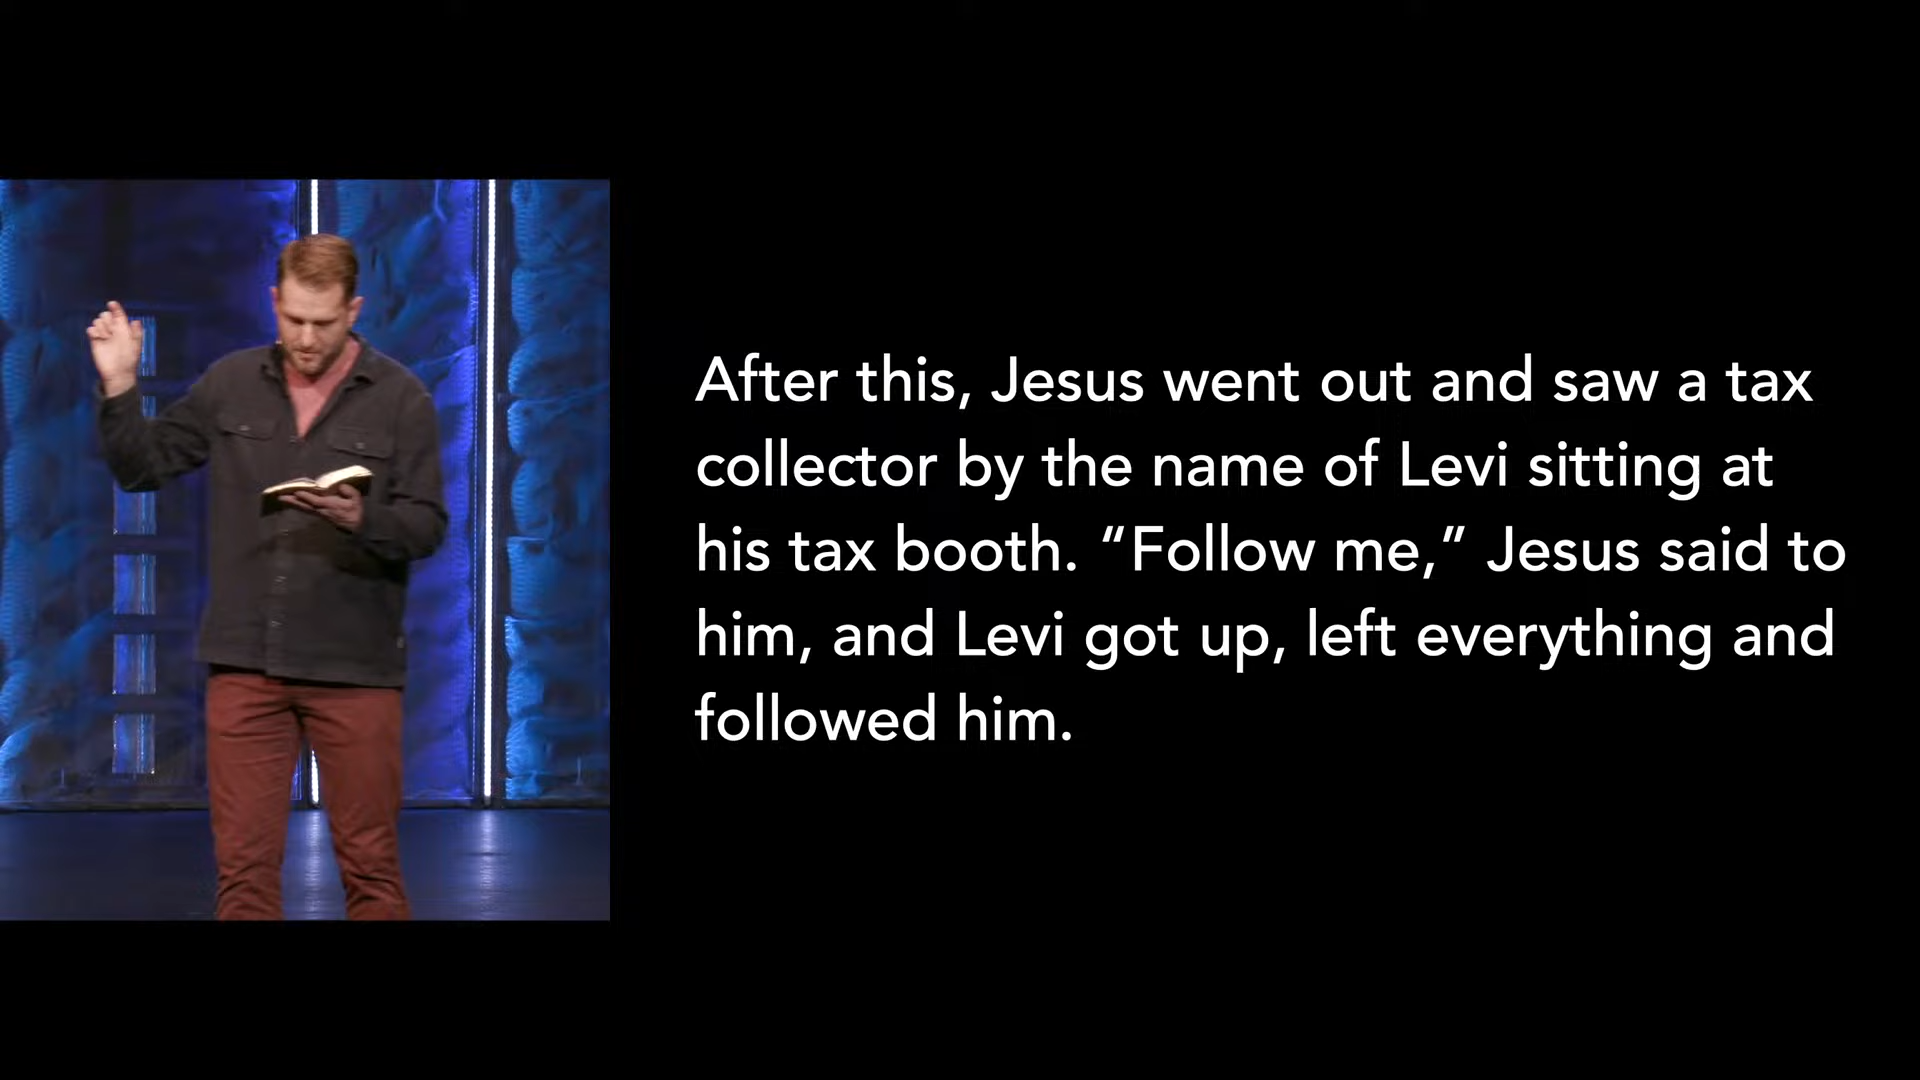 After this, Jesus went out and saw a tax
collector by the name of Levi sitting at
his tax booth. “Follow me,” Jesus said to
him, and Levi got up, left everything and
followed him.